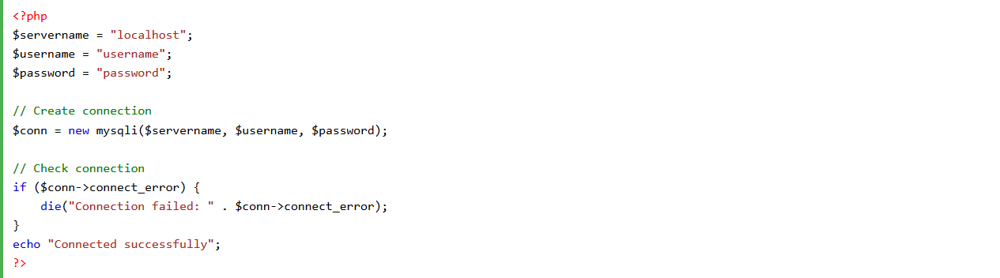 <?php
$servername = "localhost";
$username = "username";
$password = "password";
// Create connection
$conn = new mysqli($servername, $username, $password);
// Check connection
if ($conn->connect_error) {
    die("Connection failed: " . $conn->connect_error);
}
echo "Connected successfully";
?>